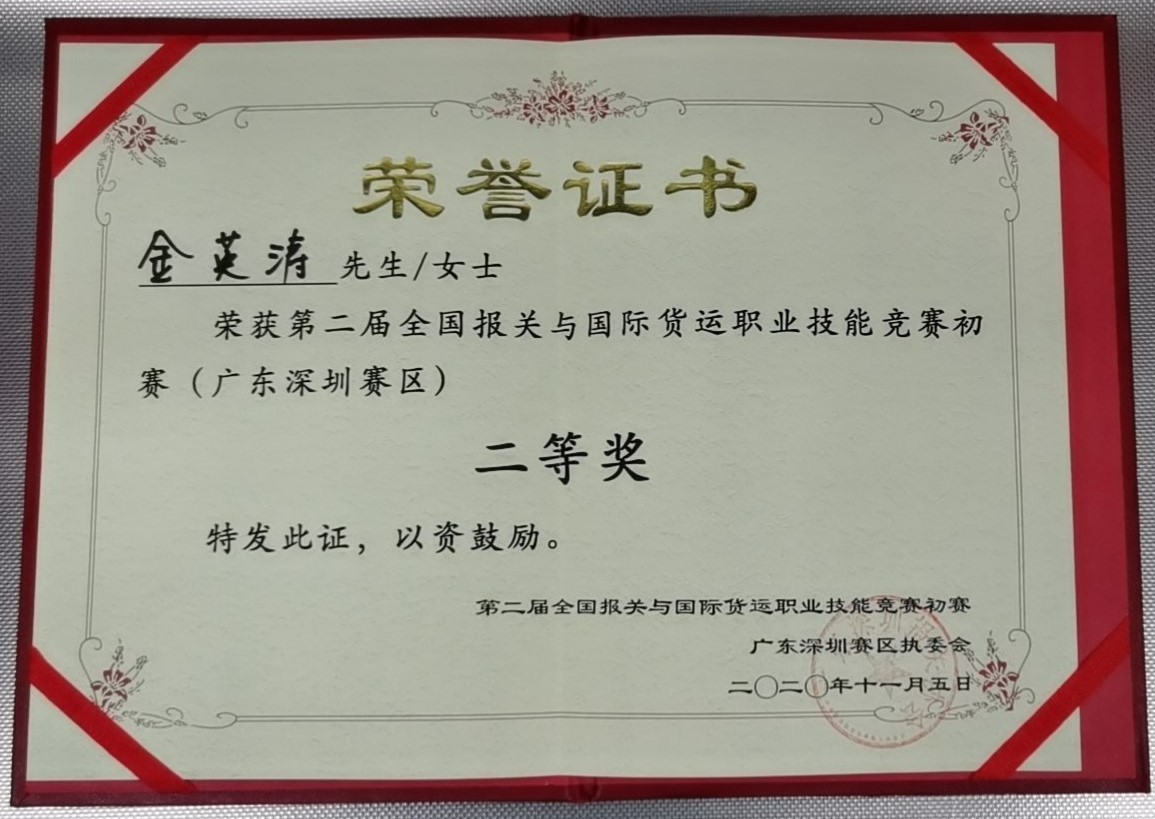 荣誉证书
金英涛 先生/女士
荣获第二届全国报关与国际货运职业技能竞赛初
赛（广东深圳赛区）
二等奖
特发此证，以资鼓励。
第二届全国报关与国际货运职业技能竞赛初赛
广东深圳赛区执委会
二〇二〇年十一月五日